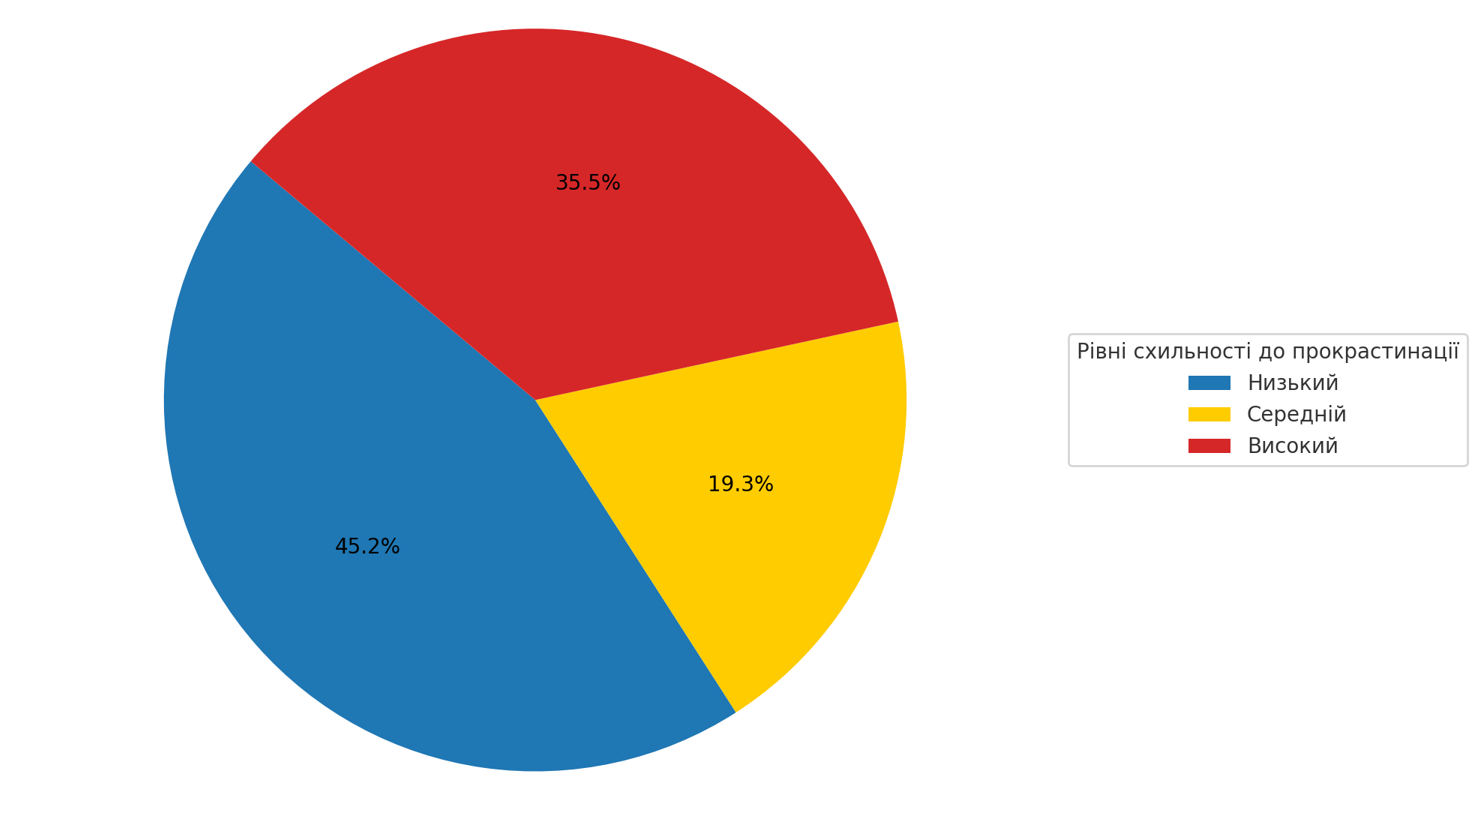 35.5%
19.3%
45.2%
Рівні схильності до прокрастинації
Низький
Середній
Високий